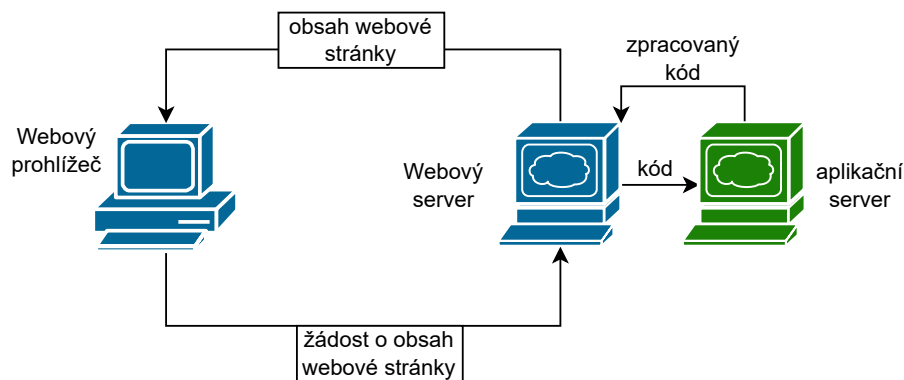 obsah webové
stránky
zpracovaný
kód
Webový
prohlížeč
Webový
server
kód
aplikační
server
žádost o obsah
webové stránky